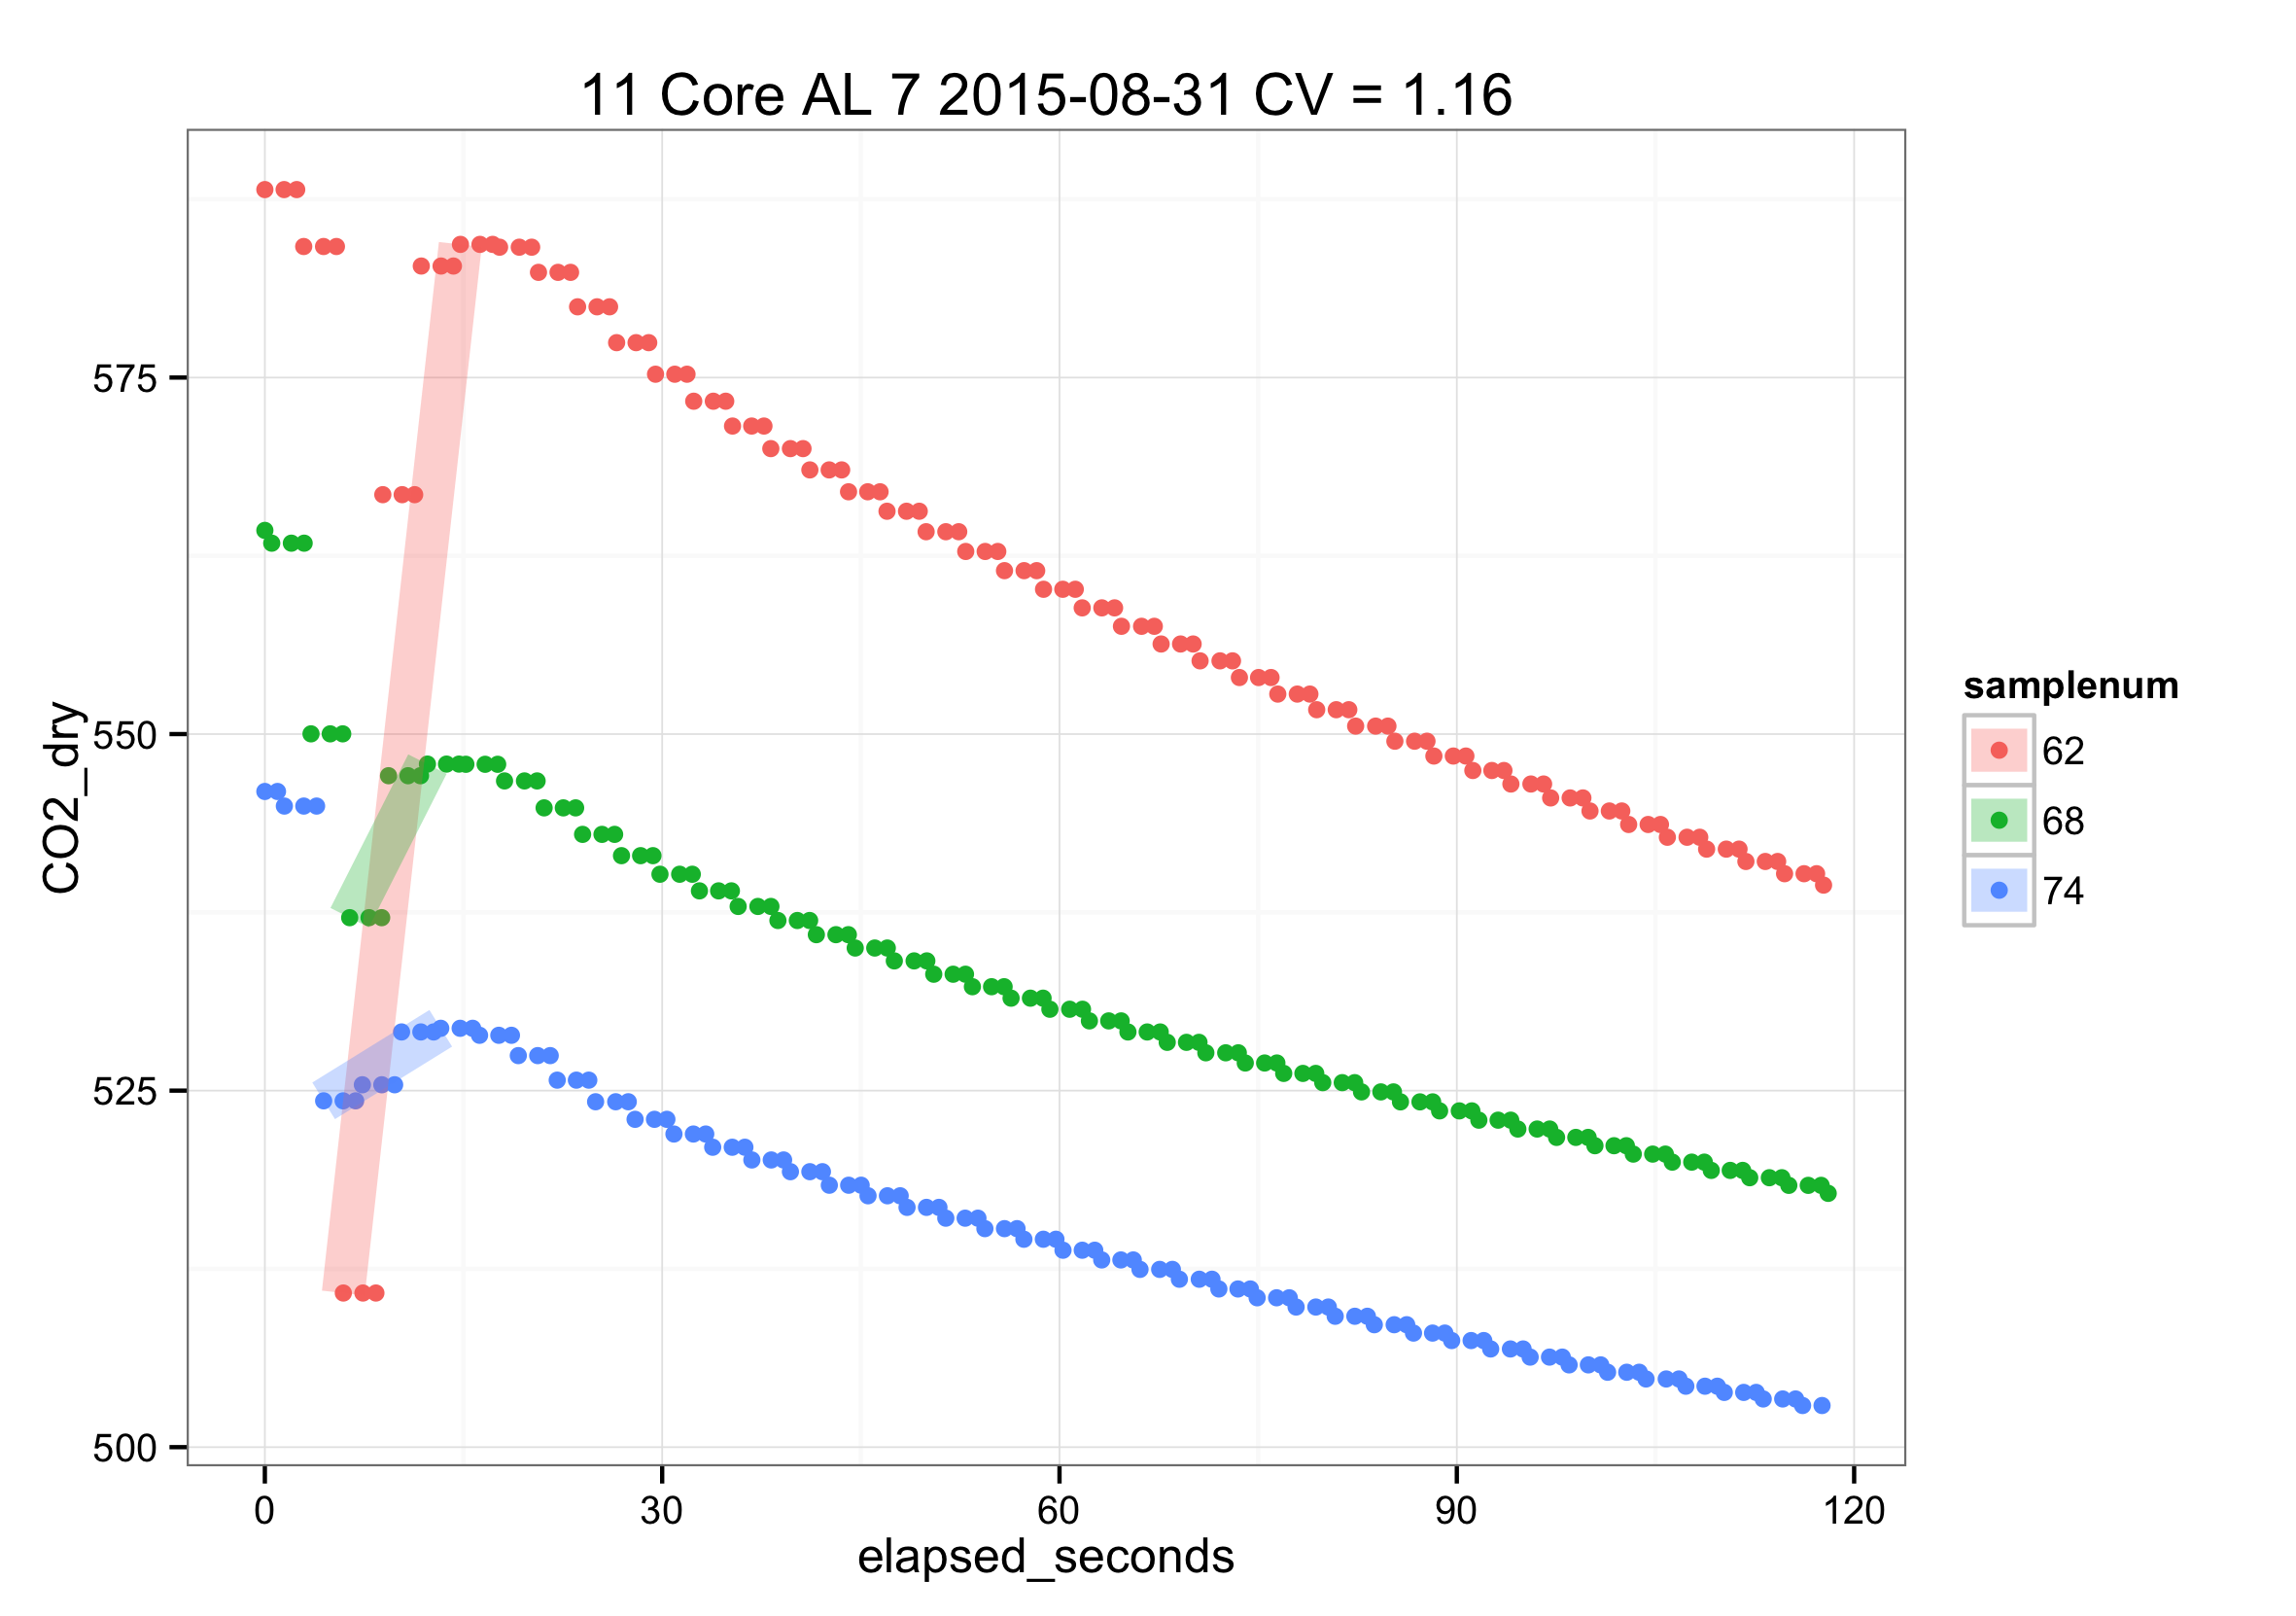 11 Core AL 7 2015-08-31 CV = 1.16
CO2_dry
575
550
525
500
0 30 60 90 120
elapsed_seconds
samplenum
62
68
74